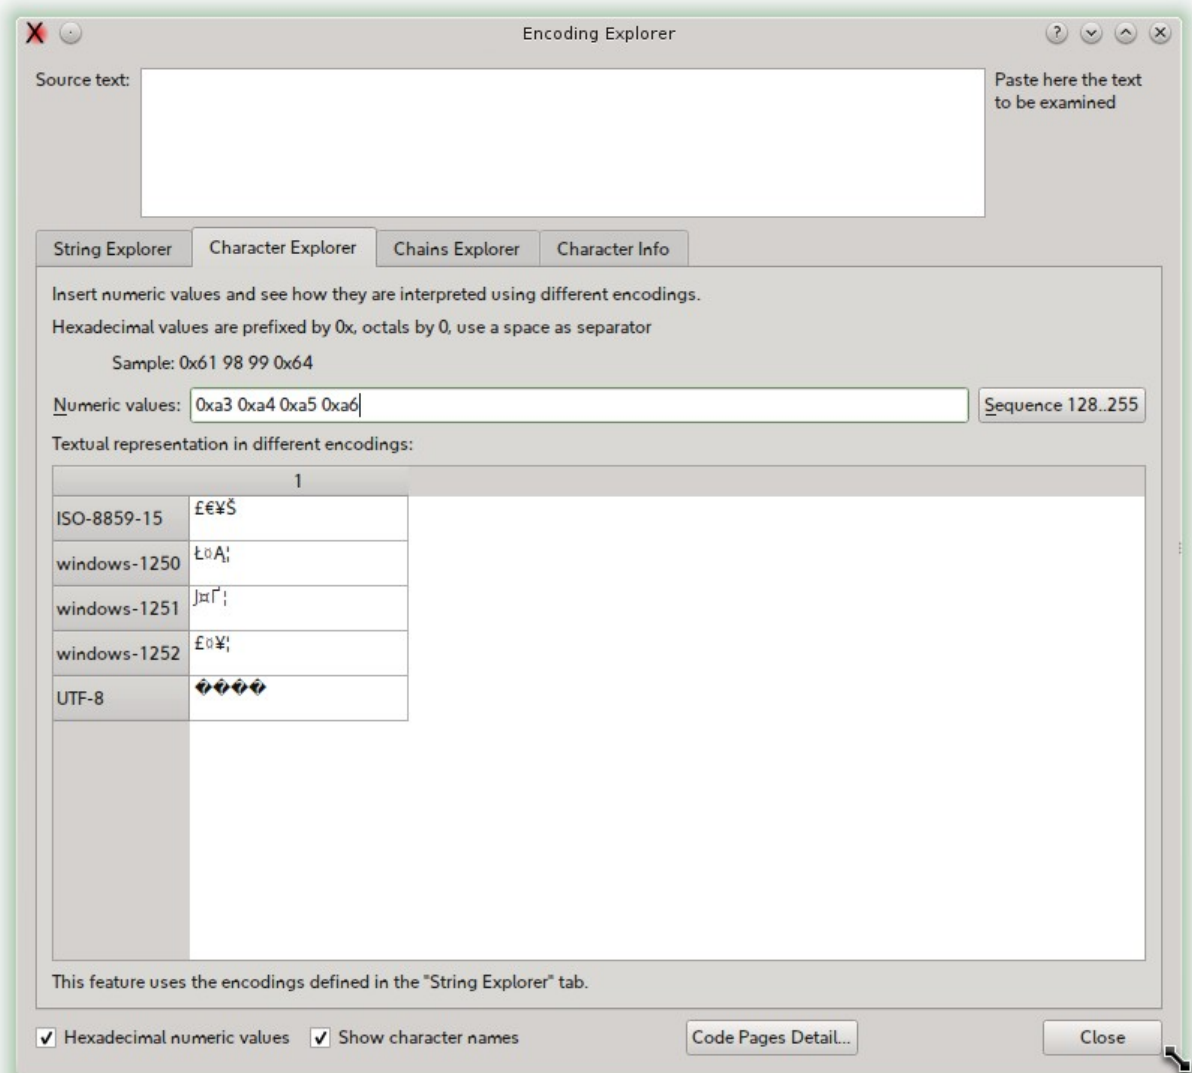 Encoding Explorer
Source text:
Paste here the text
to be examined
String Explorer
Character Explorer
Chains Explorer
Character Info
Insert numeric values and see how they are interpreted using different encodings.
Hexadecimal values are prefixed by 0x, octals by 0, use a space as separator
Sample: 0x61 98 99 0x64
Numeric values: 0xa3 0xa4 0xa5 0xa6 Sequence 128..255
Textual representation in different encodings:
1
ISO-8859-15 £€¥Š
windows-1250 Ł¤Ą¦
windows-1251 Ј¤Ґ¦
windows-1252 £¤¥¦
UTF-8 ����
This feature uses the encodings defined in the "String Explorer" tab.
Hexadecimal numeric values Show character names Code Pages Detail... Close